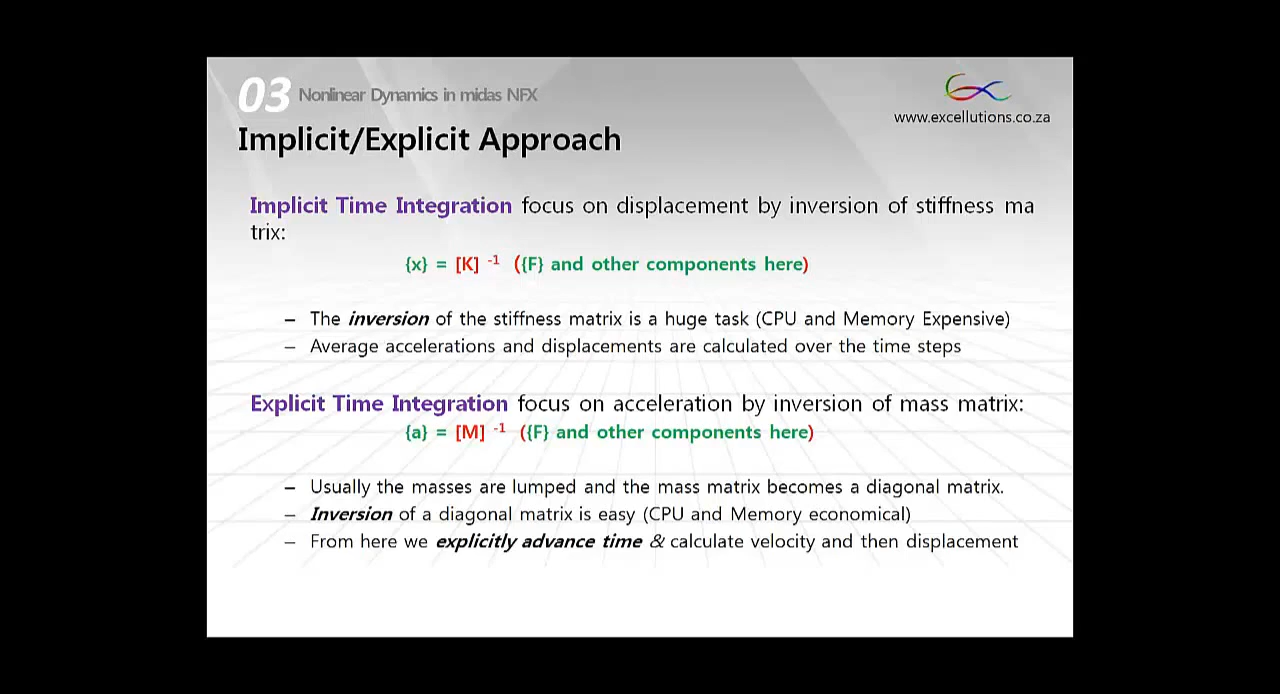 03 Nonlinear Dynamics in midas NFX
www.excellutions.co.za
Implicit/Explicit Approach
Implicit Time Integration focus on displacement by inversion of stiffness ma
trix:
{x} = [K] -1 ({F} and other components here)
– The inversion of the stiffness matrix is a huge task (CPU and Memory Expensive)
– Average accelerations and displacements are calculated over the time steps
Explicit Time Integration focus on acceleration by inversion of mass matrix:
{a} = [M] -1 ({F} and other components here)
– Usually the masses are lumped and the mass matrix becomes a diagonal matrix.
– Inversion of a diagonal matrix is easy (CPU and Memory economical)
– From here we explicitly advance time & calculate velocity and then displacement